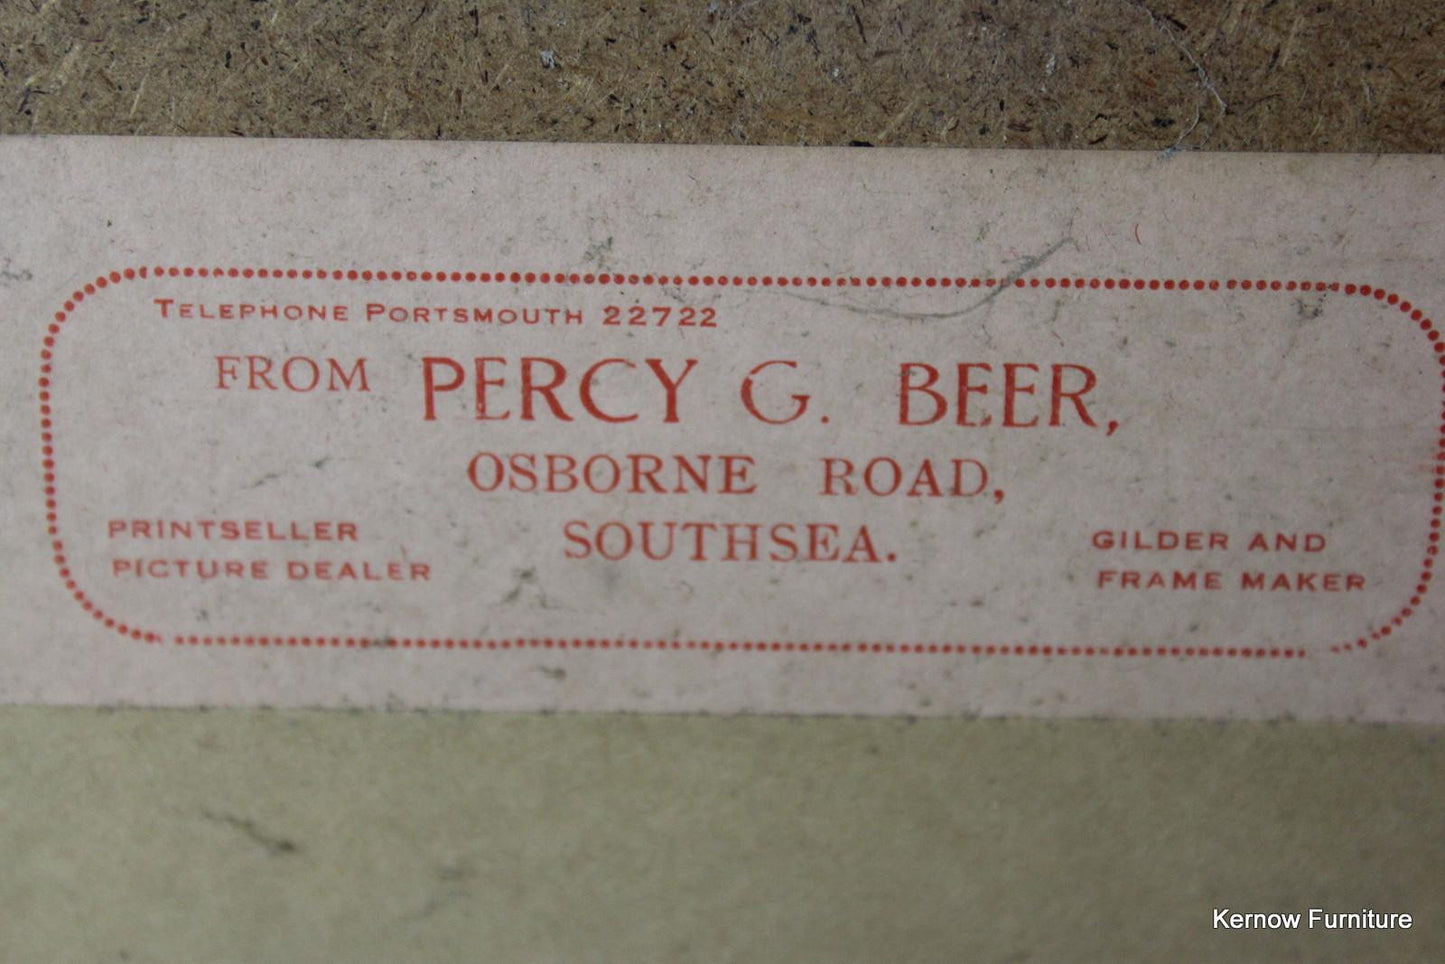 TELEPHONE PORTSMOUTH 22722
FROM PERCY G. BEER,
OSBORNE ROAD,
SOUTHSEA.
PRINTSELLER
PICTURE DEALER
GILDER AND
FRAME MAKER
Kernow Furniture